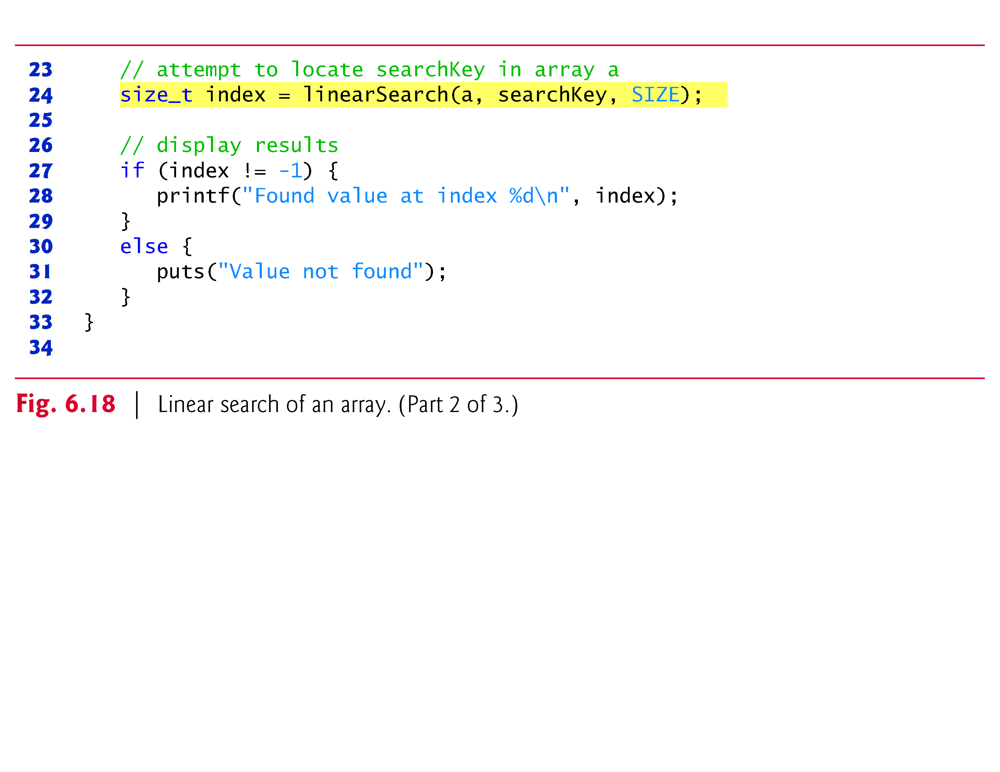 23 // attempt to locate searchKey in array a
24 size_t index = linearSearch(a, searchKey, SIZE);
25
26 // display results
27 if (index != -1) {
28 printf("Found value at index %d\n", index);
29 }
30 else {
31 puts("Value not found");
32 }
33 }
34
Fig. 6.18 | Linear search of an array. (Part 2 of 3.)